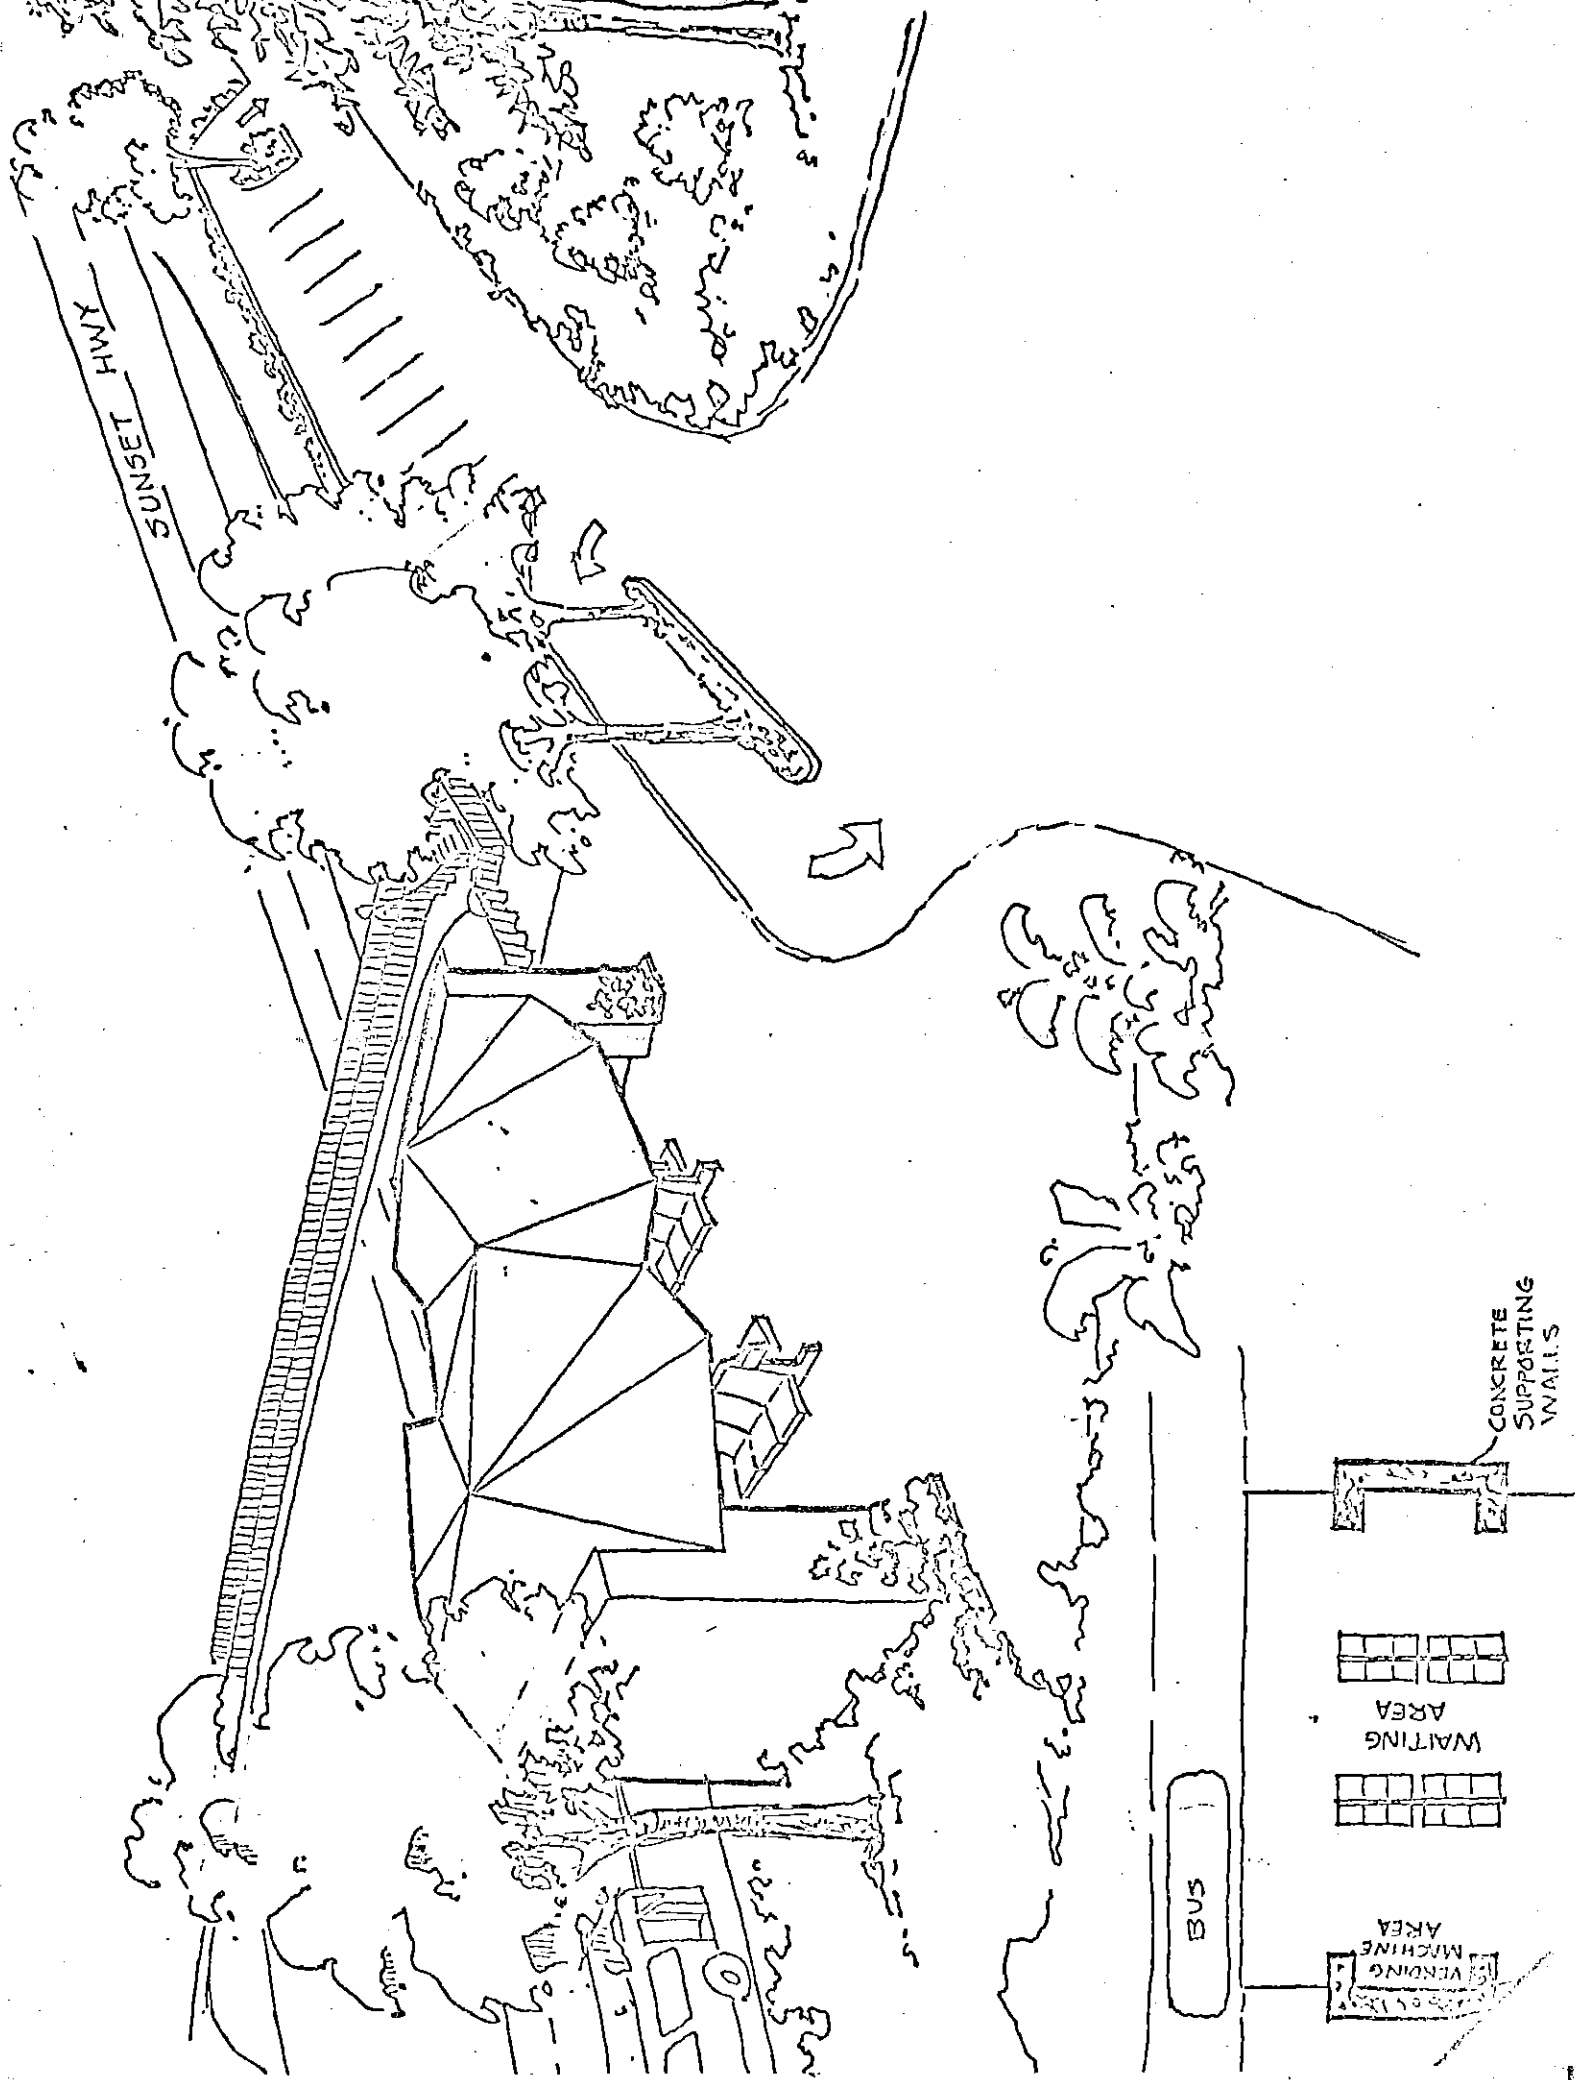 SUNSET HWY
BUS
CONCRETE
SUPPORTING
WALLS
WAITING
AREA
VENDING
MACHINE
AREA